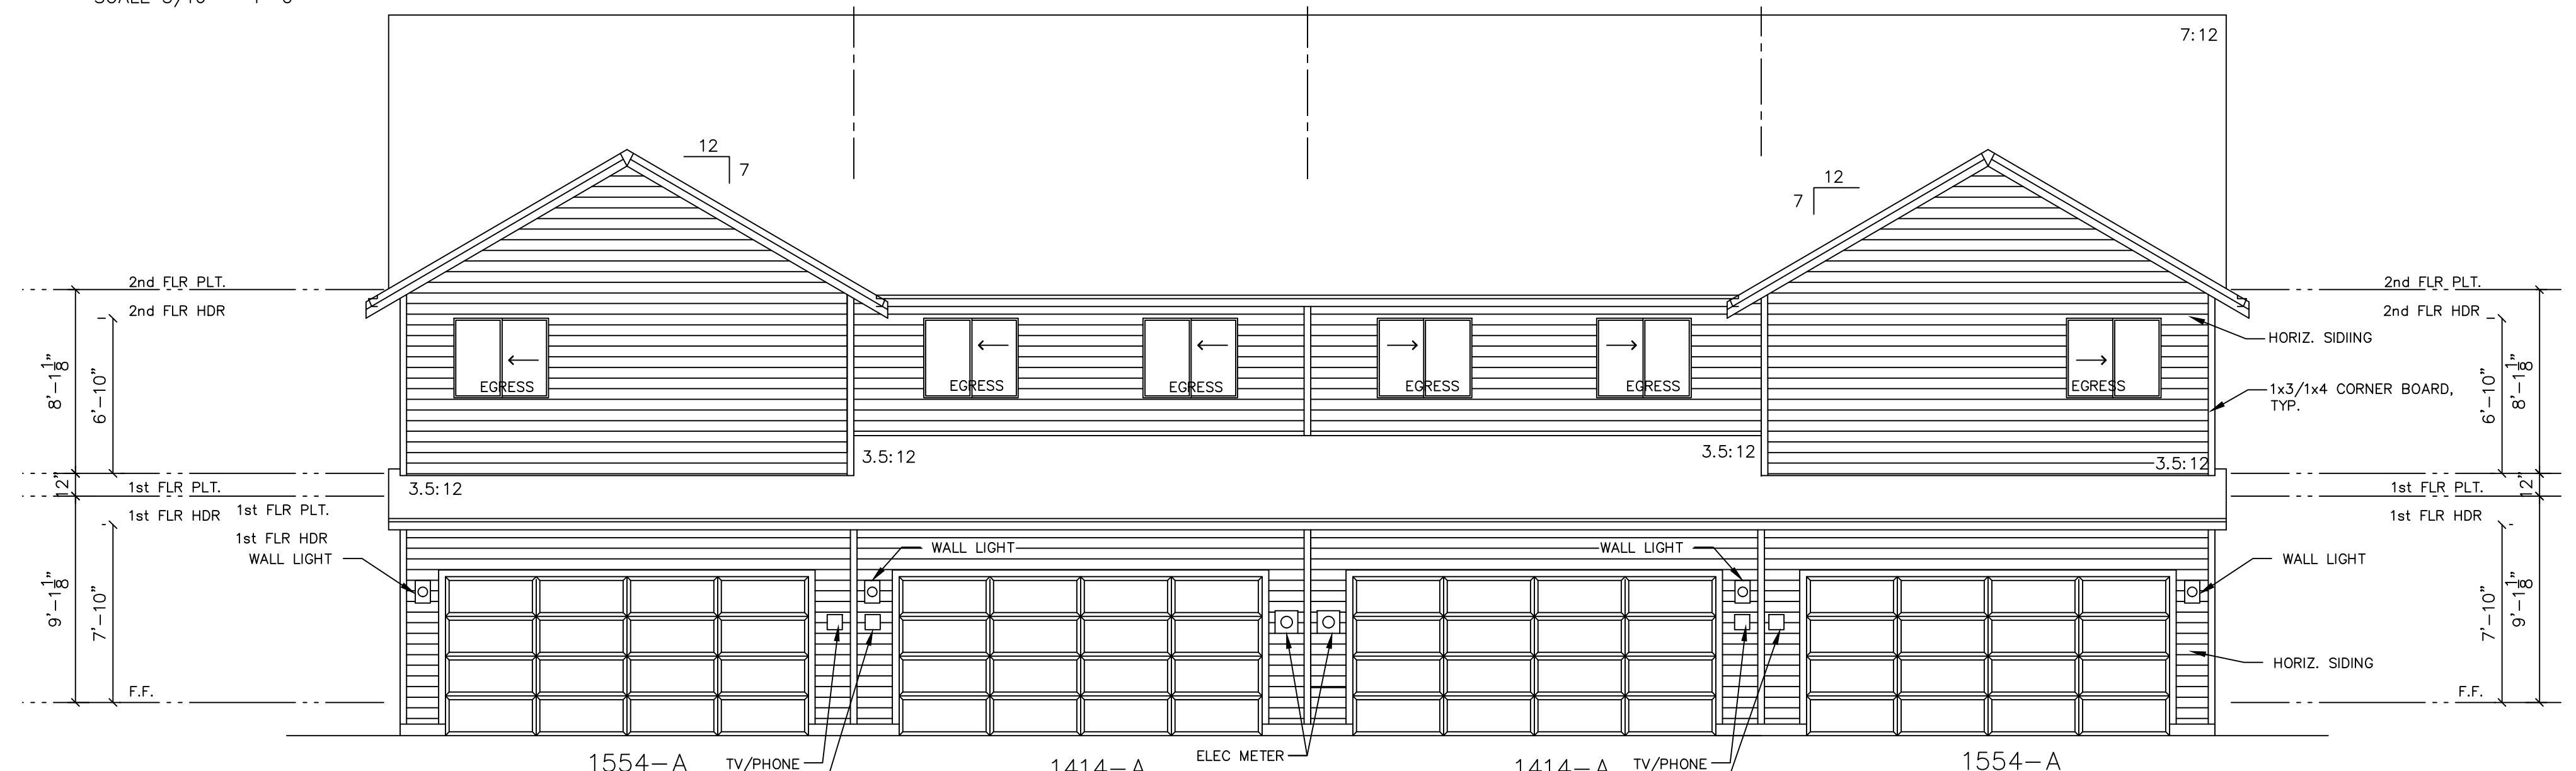 7:12
12
7
12
7
2nd FLR PLT.
2nd FLR HDR
2nd FLR PLT.
2nd FLR HDR
HORIZ. SIDIING
8'-1 1/8"
6'-10"
EGRESS
EGRESS
EGRESS
EGRESS
EGRESS
EGRESS
1x3/1x4 CORNER BOARD,
TYP.
6'-10"
8'-1 1/8"
3.5:12
3.5:12
3.5:12
3.5:12
12"
1st FLR PLT.
1st FLR HDR
1st FLR PLT.
1st FLR HDR
1st FLR PLT.
1st FLR HDR
12"
WALL LIGHT
WALL LIGHT
WALL LIGHT
WALL LIGHT
9'-1 1/8"
7'-10"
7'-10"
9'-1 1/8"
HORIZ. SIDING
F.F.
F.F.
1554-A
TV/PHONE
1414-A
ELEC METER
1414-A
TV/PHONE
1554-A